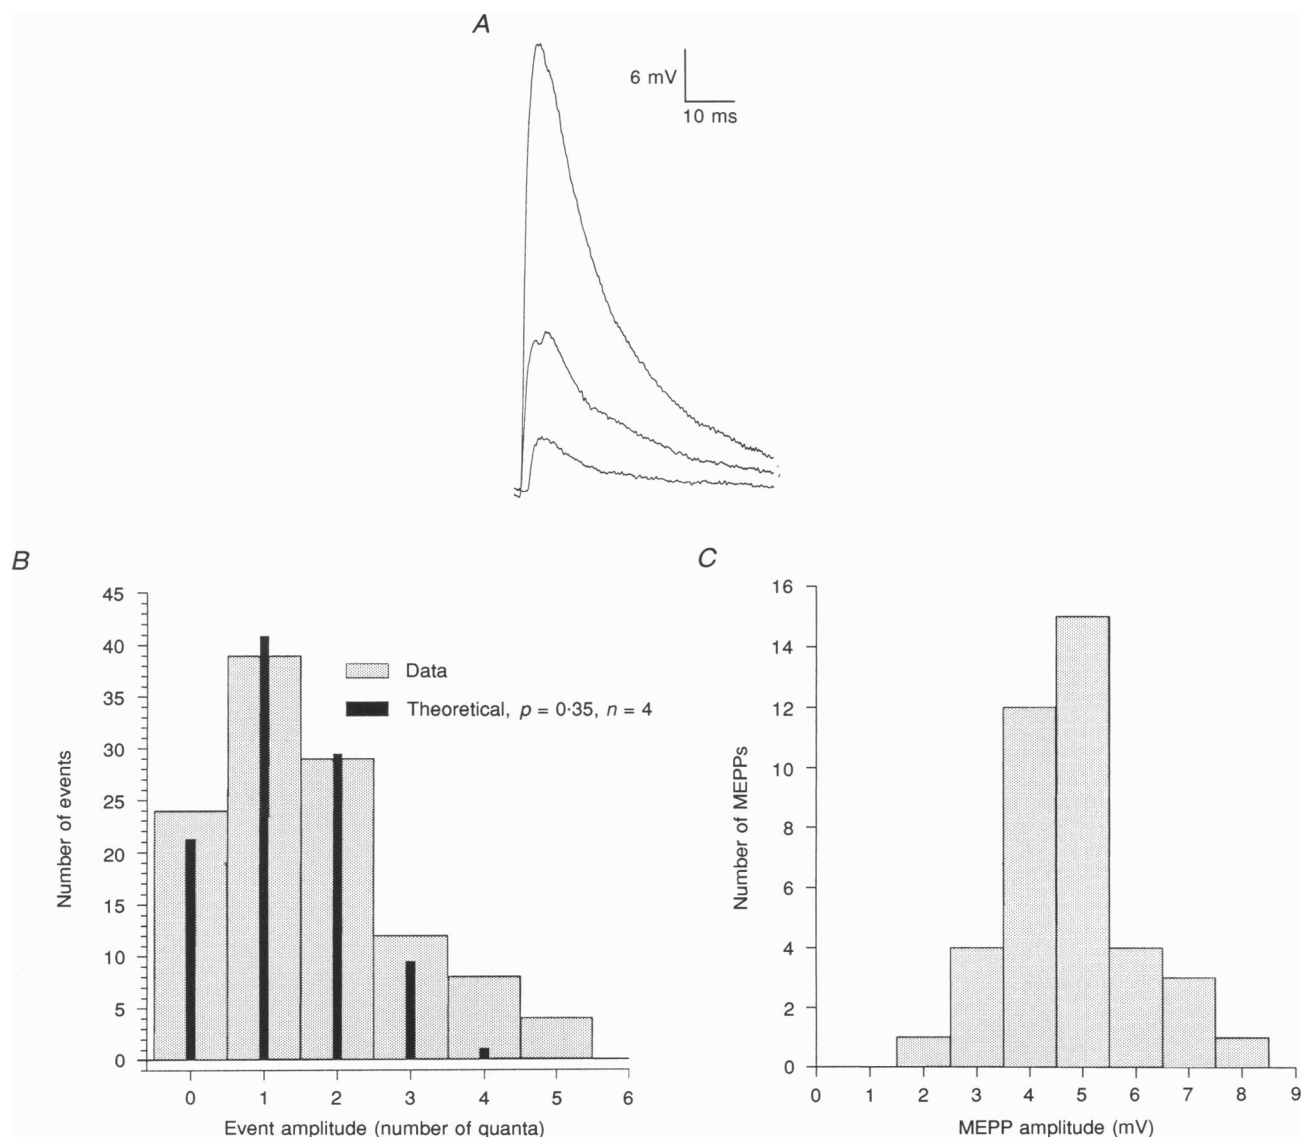 A
6 mV
10 ms
B
45
40
35
30
25
20
15
10
5
0
Number of events
Data
Theoretical, p = 0·35, n = 4
0 1 2 3 4 5 6
Event amplitude (number of quanta)
C
16
14
12
10
8
6
4
2
0
Number of MEPPs
0 1 2 3 4 5 6 7 8 9
MEPP amplitude (mV)